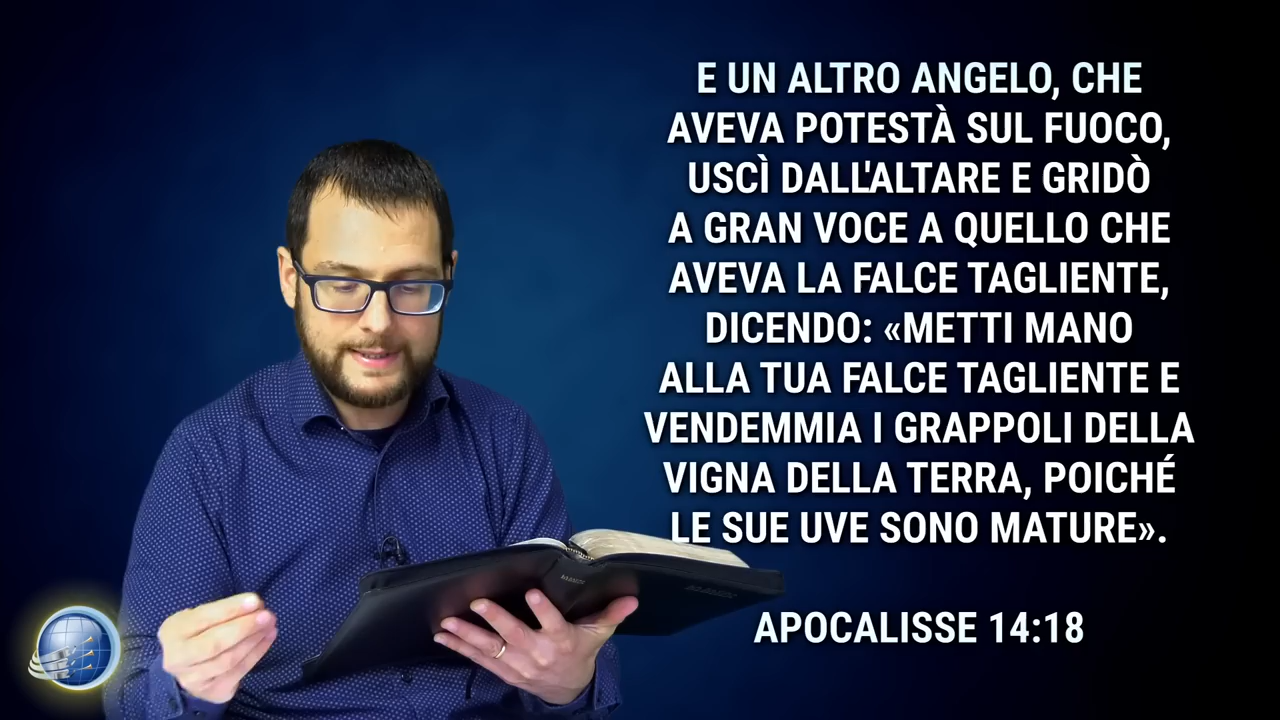 E UN ALTRO ANGELO, CHE
AVEVA POTESTÀ SUL FUOCO,
USCÌ DALL'ALTARE E GRIDÒ
A GRAN VOCE A QUELLO CHE
AVEVA LA FALCE TAGLIENTE,
DICENDO: «METTI MANO
ALLA TUA FALCE TAGLIENTE E
VENDEMMIA I GRAPPOLI DELLA
VIGNA DELLA TERRA, POICHÉ
LE SUE UVE SONO MATURE».
APOCALISSE 14:18